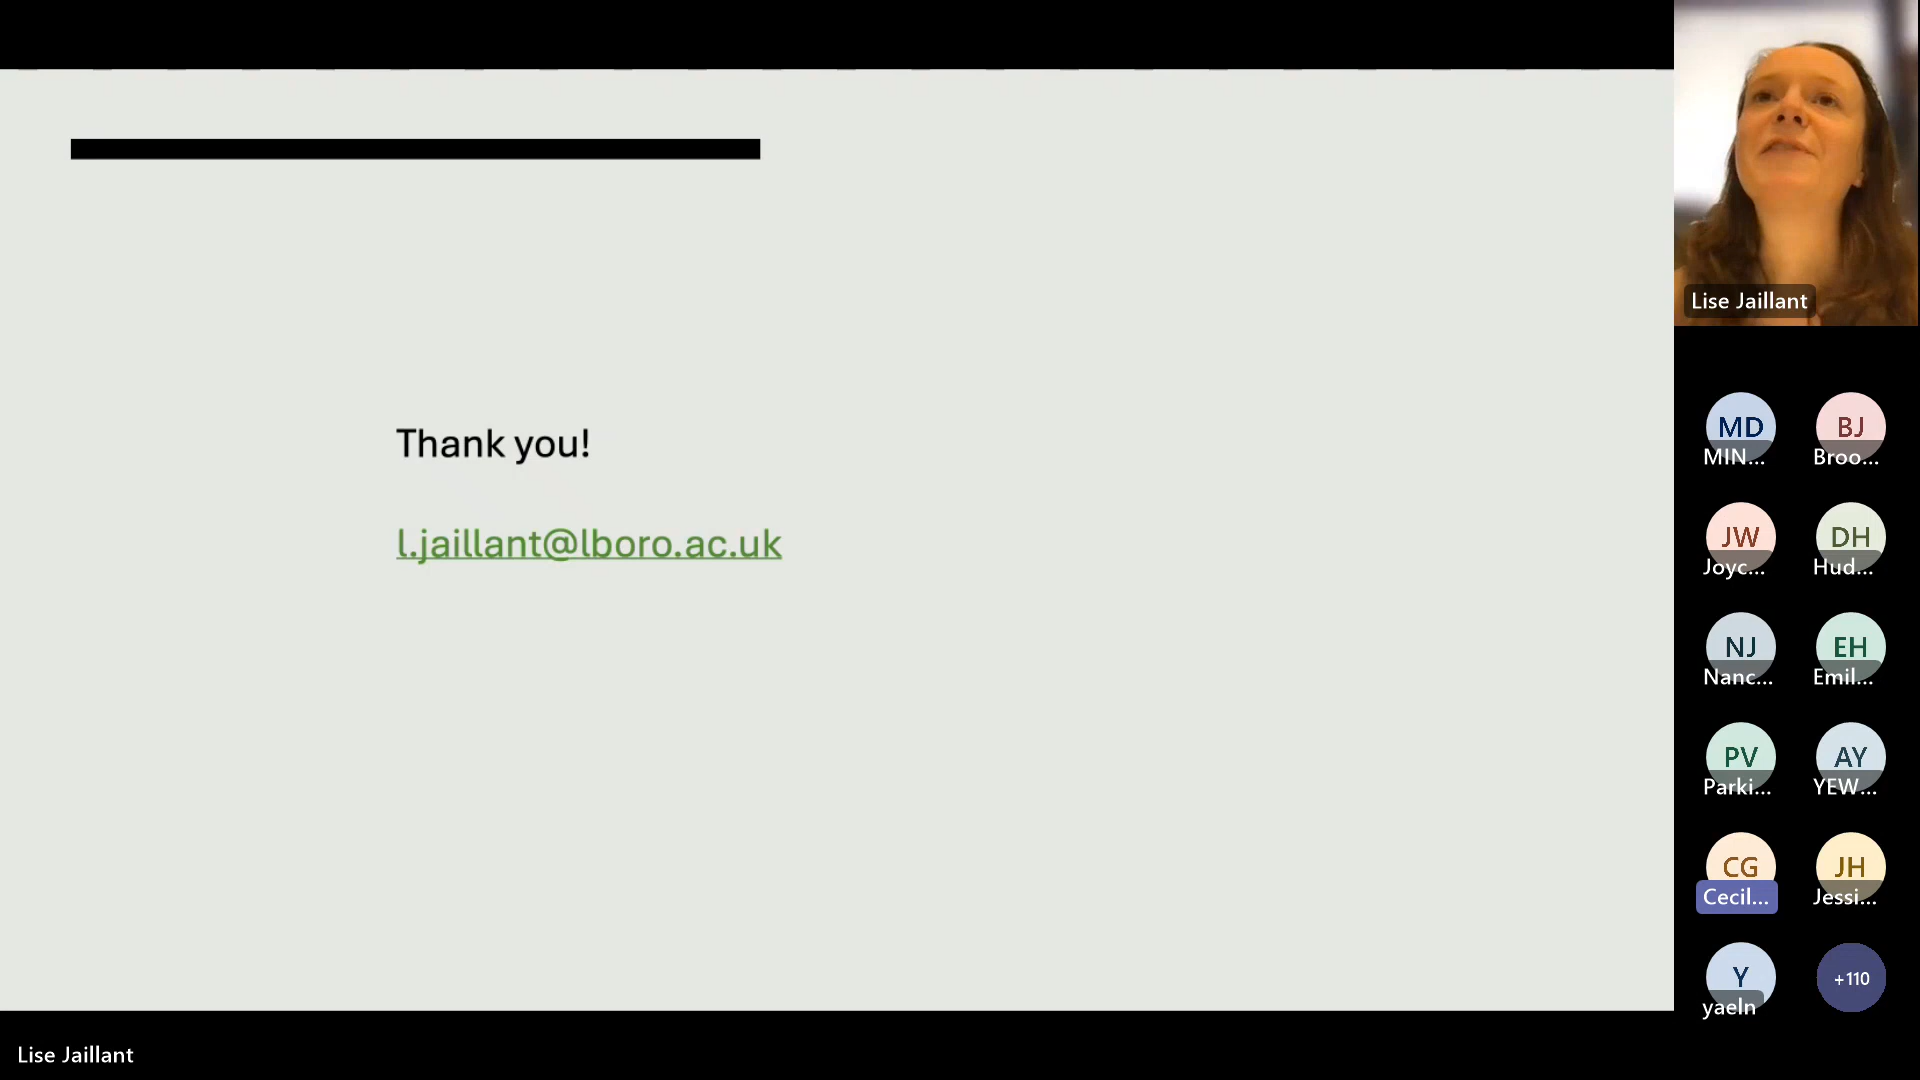 Thank you!
l.jaillant@lboro.ac.uk
Lise Jaillant
MD
MIN...
BJ
Broo...
JW
Joyc...
DH
Hud...
NJ
Nanc...
EH
Emil...
PV
Parki...
AY
YEW...
CG
Cecil...
JH
Jessi...
Y
yaeln
+110
Lise Jaillant